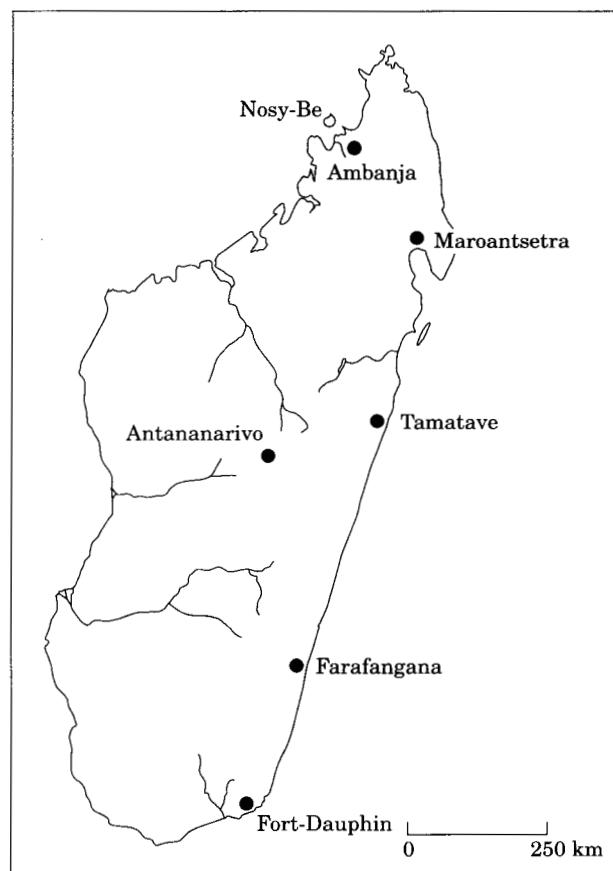 Nosy-Be
Ambanja
Maroantsetra
Tamatave
Antananarivo
Farafangana
Fort-Dauphin
0 250 km